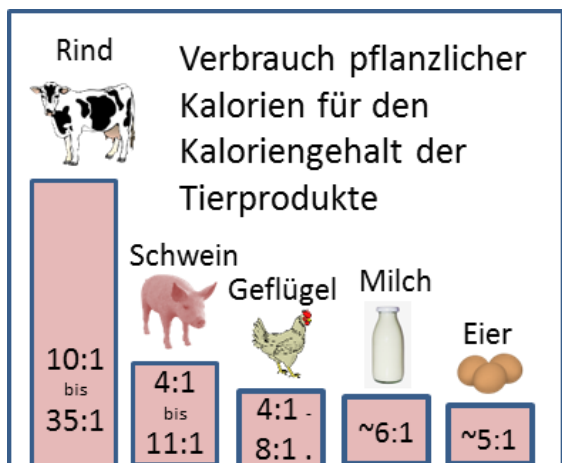 Rind
Verbrauch pflanzlicher
Kalorien für den
Kaloriengehalt der
Tierprodukte
Schwein
Geflügel
Milch
Eier
10:1
bis
35:1
4:1
bis
11:1
4:1 -
8:1 .
~6:1
~5:1